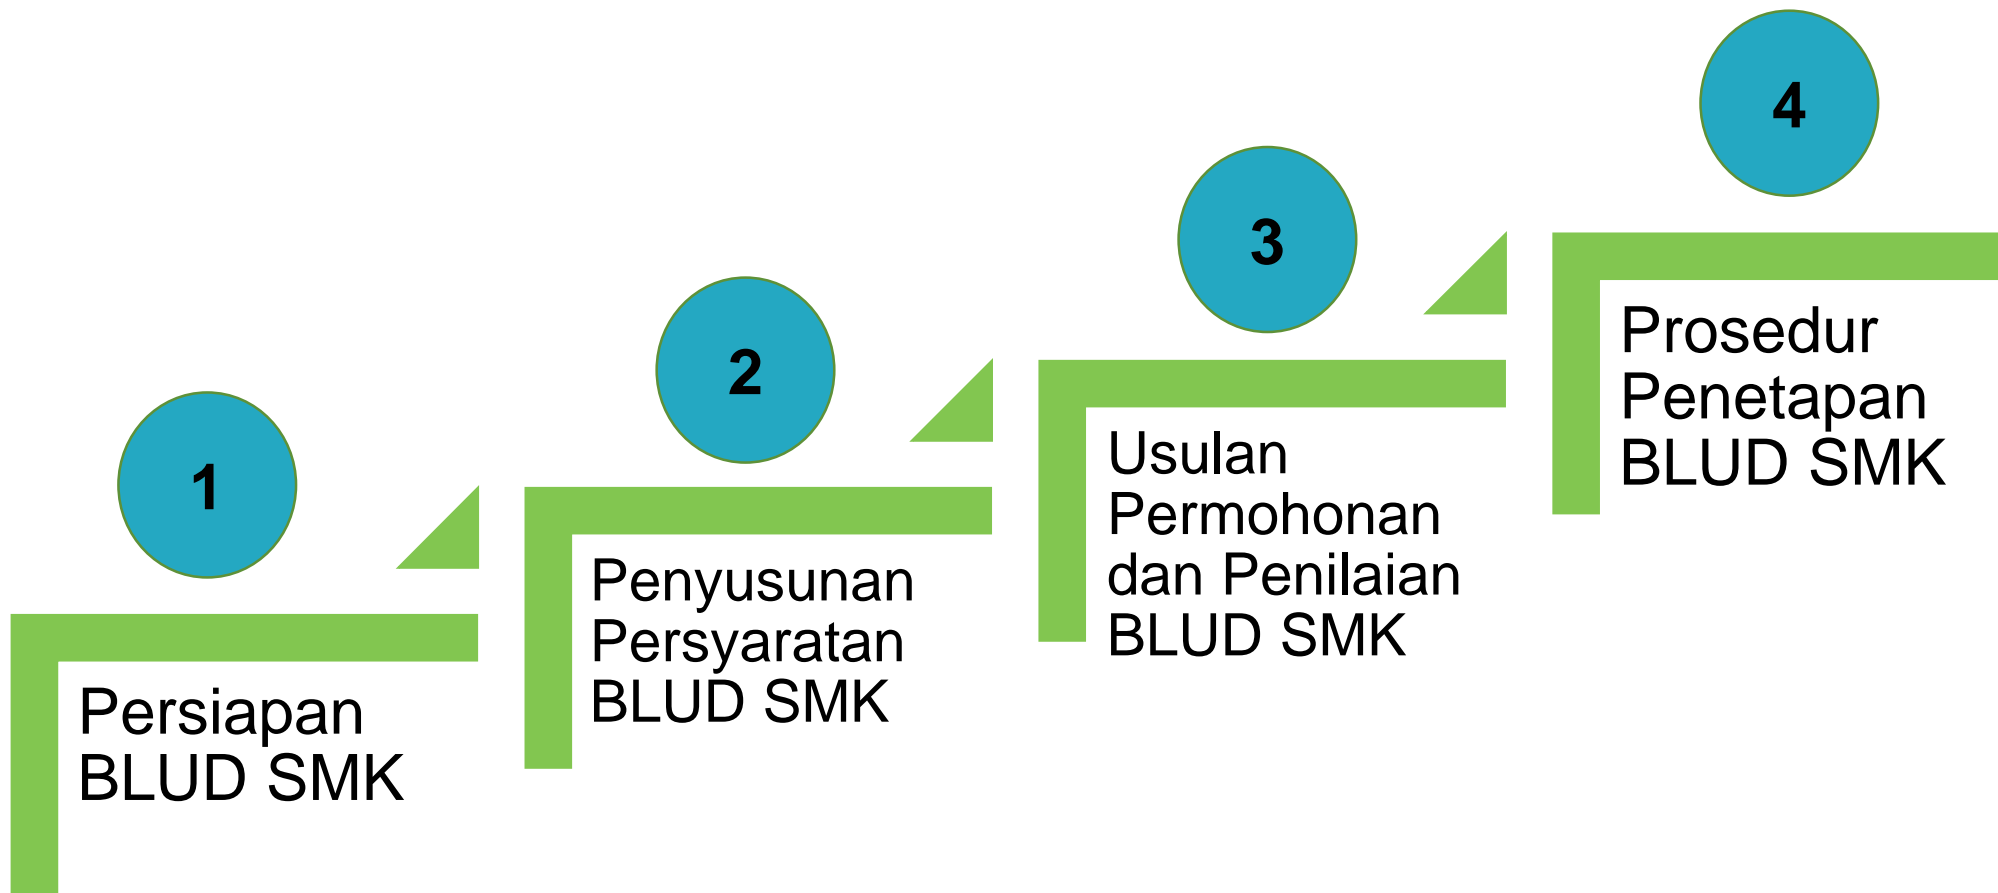 1
Persiapan
BLUD SMK
2
Penyusunan
Persyaratan
BLUD SMK
3
Usulan
Permohonan
dan Penilaian
BLUD SMK
4
Prosedur
Penetapan
BLUD SMK